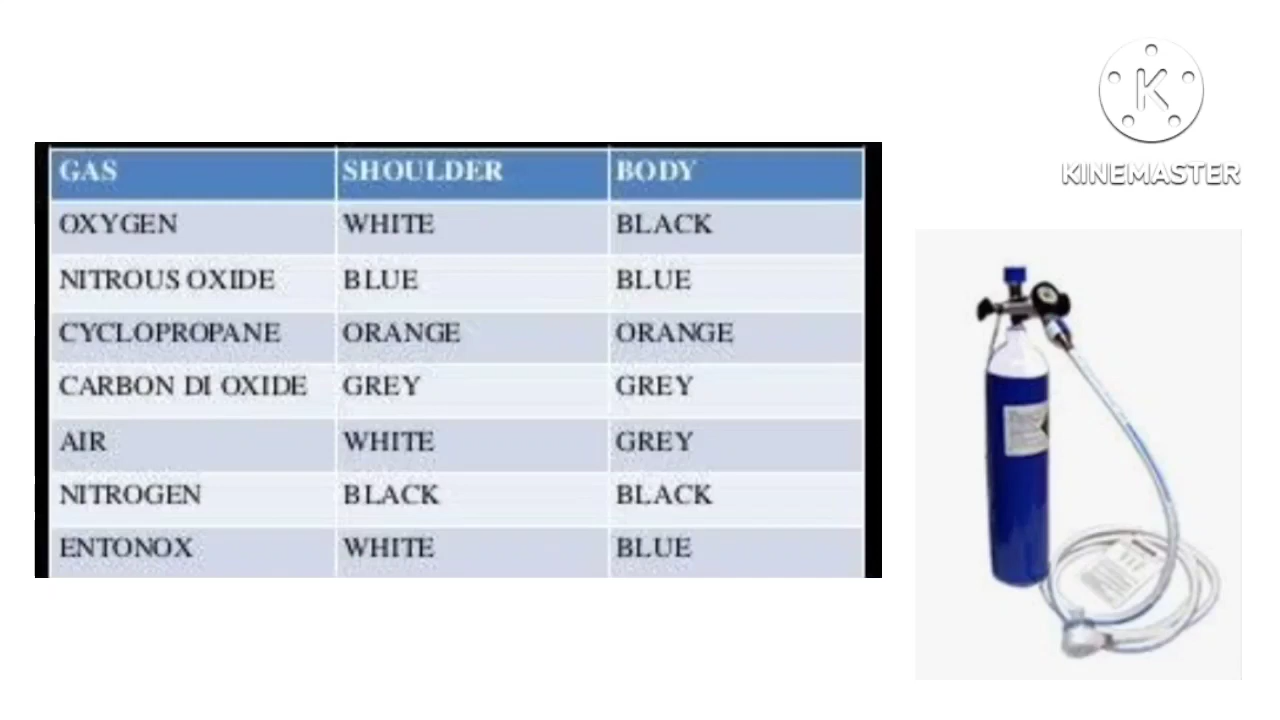 GAS SHOULDER BODY
OXYGEN WHITE BLACK
NITROUS OXIDE BLUE BLUE
CYCLOPROPANE ORANGE ORANGE
CARBON DI OXIDE GREY GREY
AIR WHITE GREY
NITROGEN BLACK BLACK
ENTONOX WHITE BLUE
K
KINEMASTER